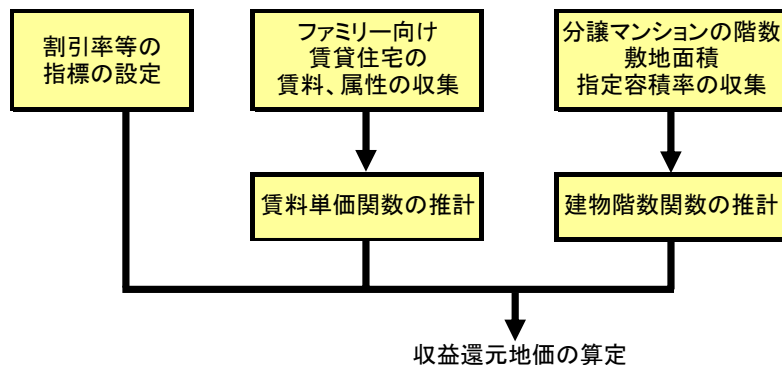 割引率等の
指標の設定
ファミリー向け
賃貸住宅の
賃料、属性の収集
分譲マンションの階数
敷地面積
指定容積率の収集
賃料単価関数の推計
建物階数関数の推計
収益還元地価の算定